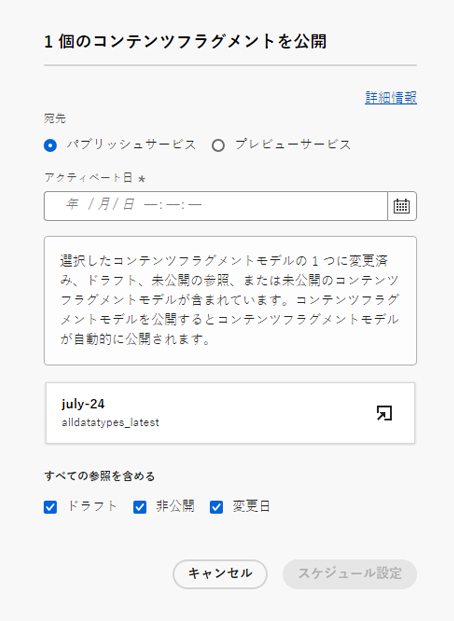 1 個のコンテンツフラグメントを公開
詳細情報
宛先
パブリッシュサービス プレビューサービス
アクティベート日 *
年 / 月 / 日 —:—:—
選択したコンテンツフラグメントモデルの 1 つに変更済
み、ドラフト、未公開の参照、または未公開のコンテンツ
フラグメントモデルが含まれています。コンテンツフラグ
メントモデルを公開するとコンテンツフラグメントモデル
が自動的に公開されます。
july-24
alldatatypes_latest
すべての参照を含める
ドラフト 非公開 変更日
キャンセル スケジュール設定